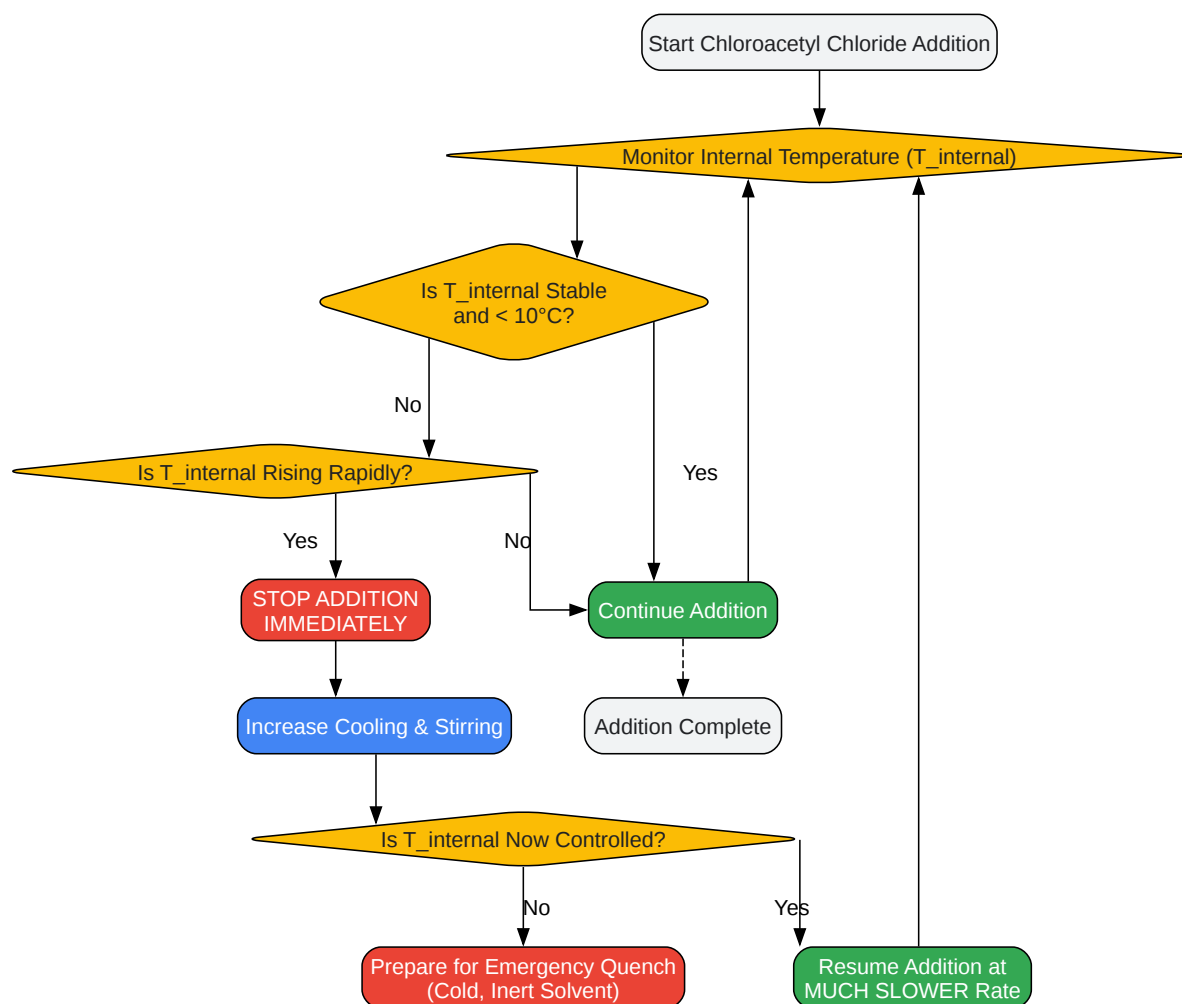 Start Chloroacetyl Chloride Addition
Monitor Internal Temperature (T_internal)
Is T_internal Stable
and < 10°C?
No
Is T_internal Rising Rapidly?
Yes
Yes
No
STOP ADDITION
IMMEDIATELY
Continue Addition
Increase Cooling & Stirring
Addition Complete
Is T_internal Now Controlled?
No
Yes
Prepare for Emergency Quench
(Cold, Inert Solvent)
Resume Addition at
MUCH SLOWER Rate